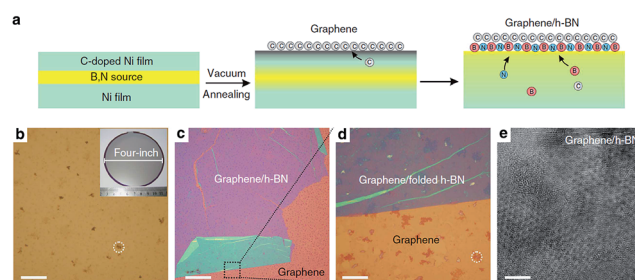 a
C-doped Ni film
B,N source
Ni film
Vacuum
Annealing
Graphene
C C C C C C C C C C C C C C C C
C
Graphene/h-BN
C C C C C C C C C C C C C C C C
B N B N B N B N B N B N B N B
N
B
B
C
b
Four-inch
c
Graphene/h-BN
Graphene
d
Graphene/folded h-BN
Graphene
e
Graphene/h-BN